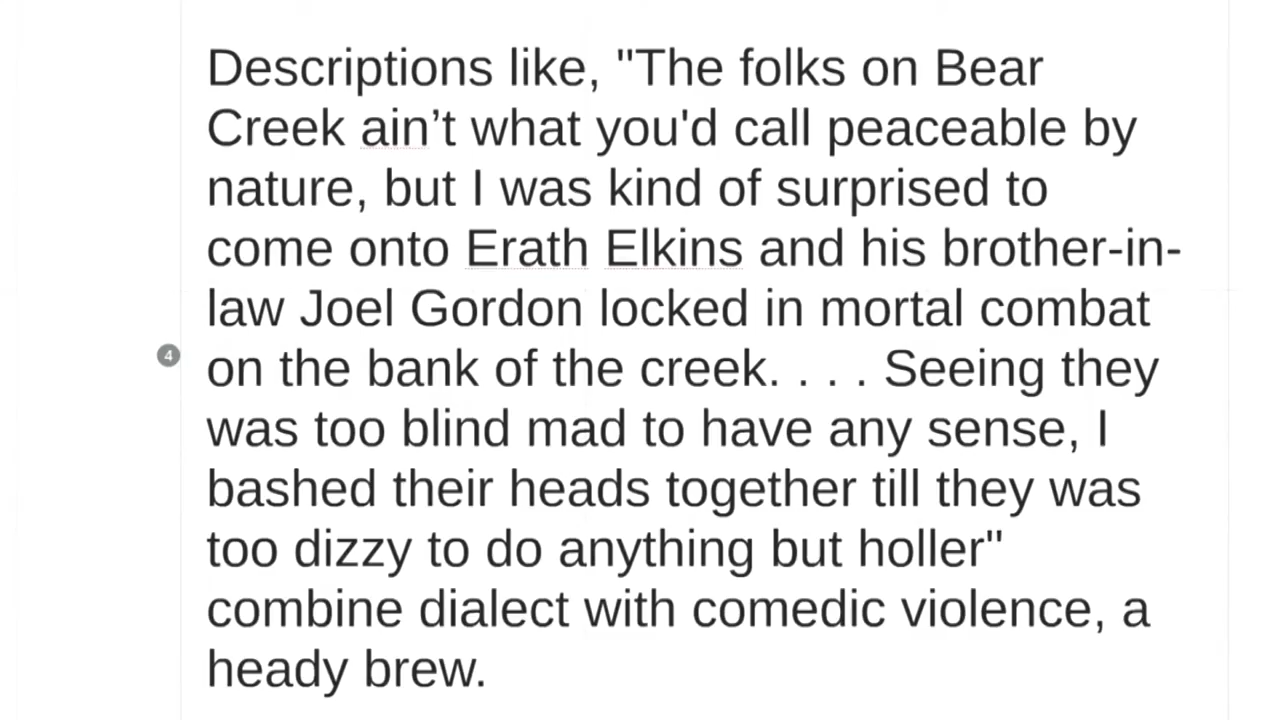 Descriptions like, "The folks on Bear
Creek ain’t what you'd call peaceable by
nature, but I was kind of surprised to
come onto Erath Elkins and his brother-in-
law Joel Gordon locked in mortal combat
4
on the bank of the creek. . . . Seeing they
was too blind mad to have any sense, I
bashed their heads together till they was
too dizzy to do anything but holler"
combine dialect with comedic violence, a
heady brew.